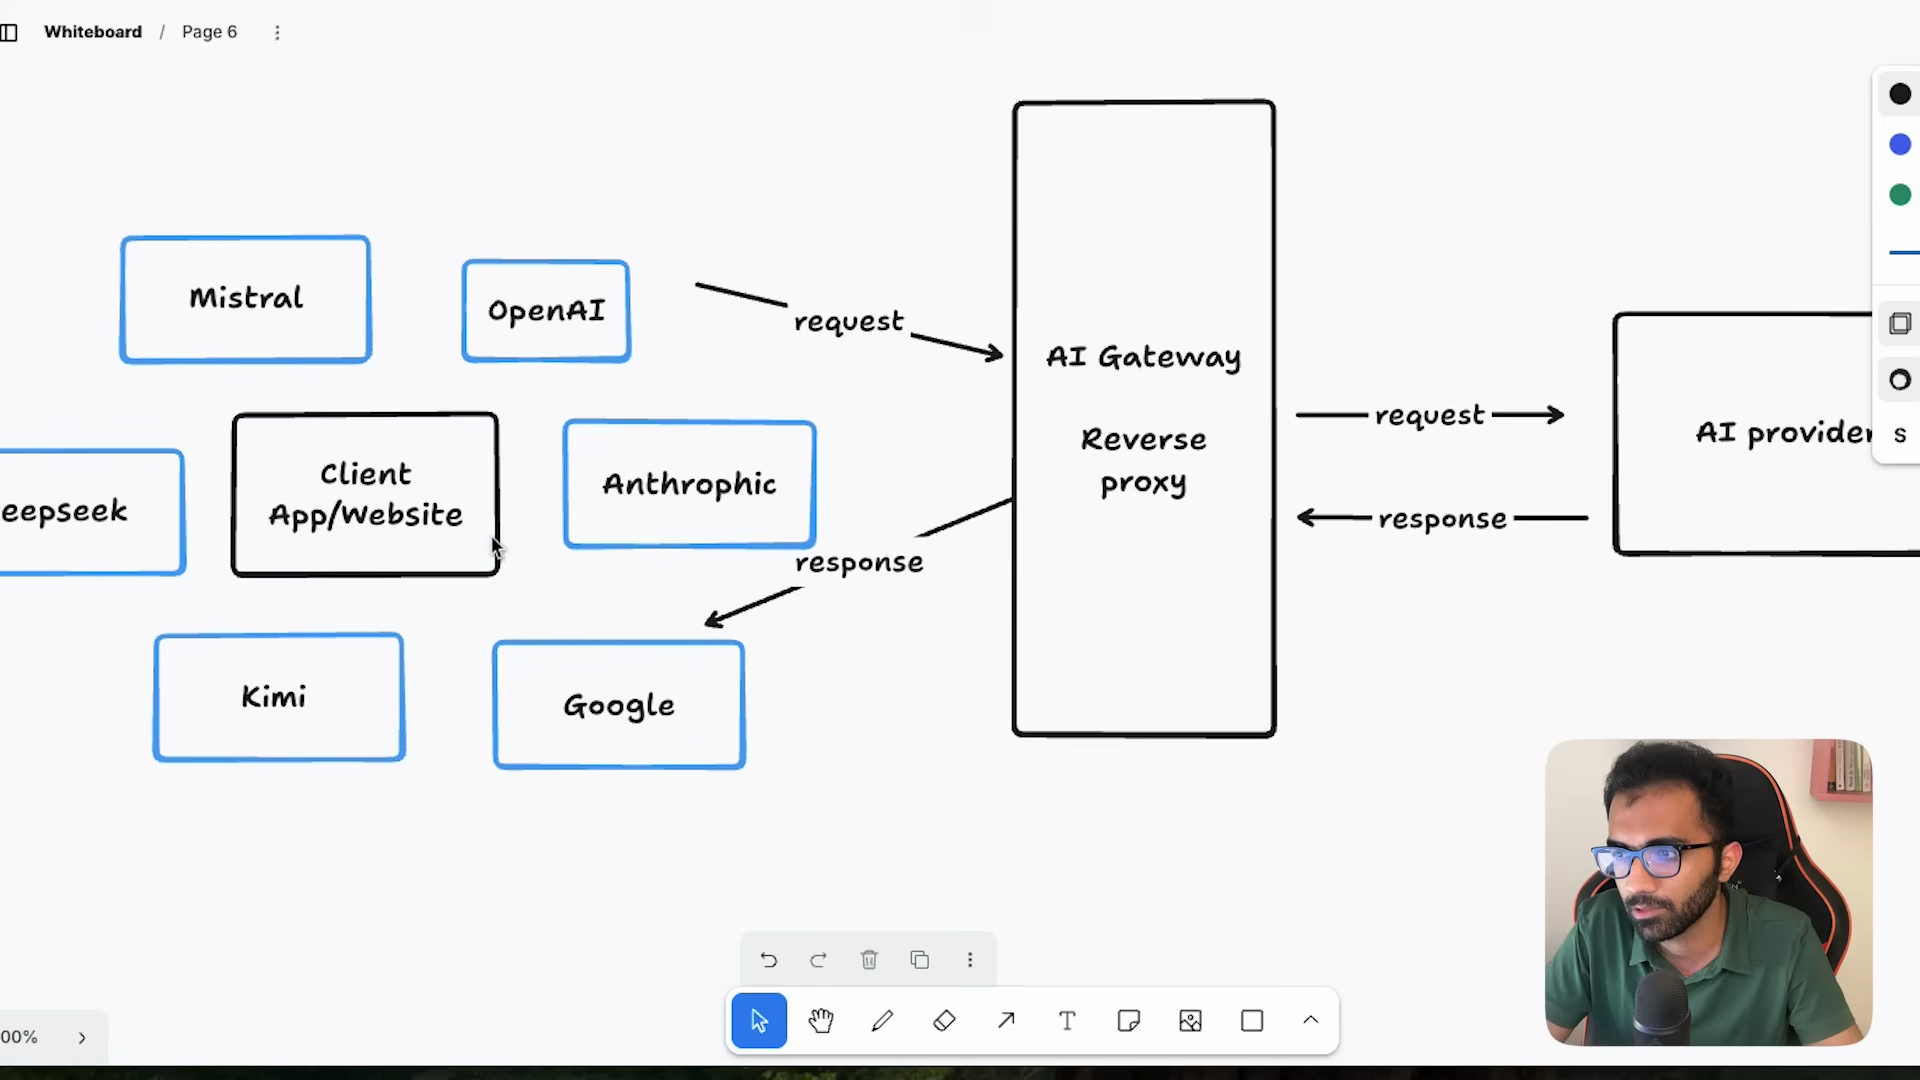 Whiteboard / Page 6
Mistral
OpenAI
request
AI Gateway
Reverse
proxy
request
AI provider
S
Client
App/Website
Anthrophic
eepseek
response
response
Kimi
Google
00%